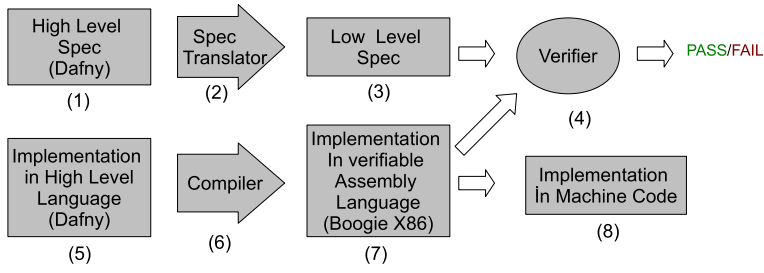 High Level
Spec
(Dafny)
(1)
Spec
Translator
(2)
Low Level
Spec
(3)
Verifier
(4)
PASS/FAIL
Implementation
in High Level
Language
(Dafny)
(5)
Compiler
(6)
Implementation
In verifiable
Assembly
Language
(Boogie X86)
(7)
Implementation
İn Machine Code
(8)